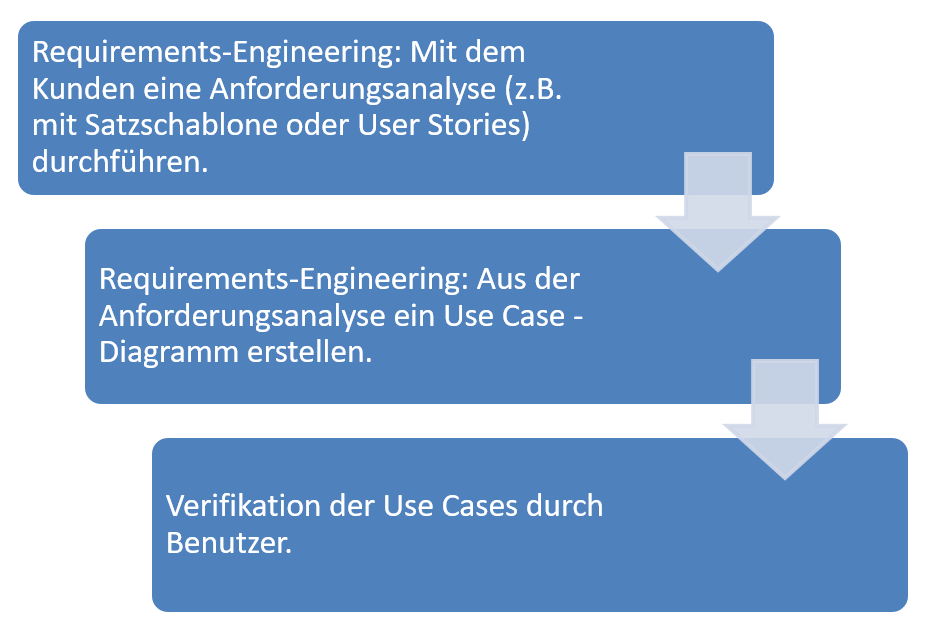 Requirements-Engineering: Mit dem
Kunden eine Anforderungsanalyse (z.B.
mit Satzschablone oder User Stories)
durchführen.
Requirements-Engineering: Aus der
Anforderungsanalyse ein Use Case -
Diagramm erstellen.
Verifikation der Use Cases durch
Benutzer.